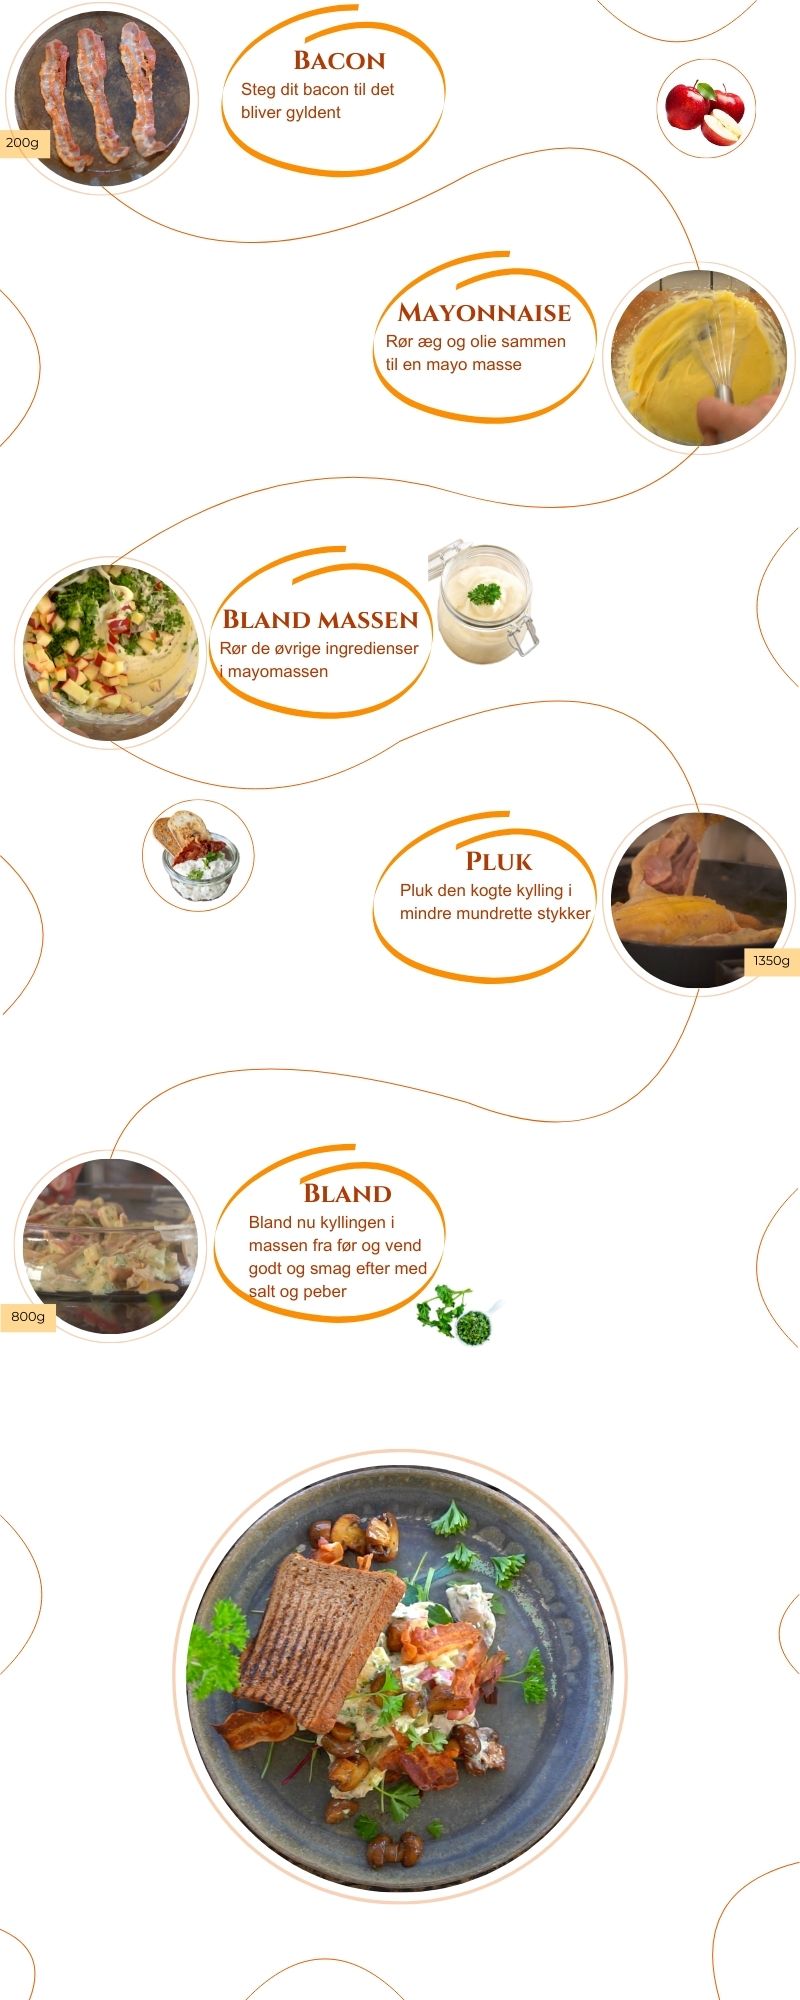 Bacon
Steg dit bacon til det
bliver gyldent
200g
Mayonnaise
Rør æg og olie sammen
til en mayo masse
Bland massen
Rør de øvrige ingredienser
i mayomassen
Pluk
Pluk den kogte kylling i
mindre mundrette stykker
1350g
Bland
Bland nu kyllingen i
massen fra før og vend
godt og smag efter med
salt og peber
800g